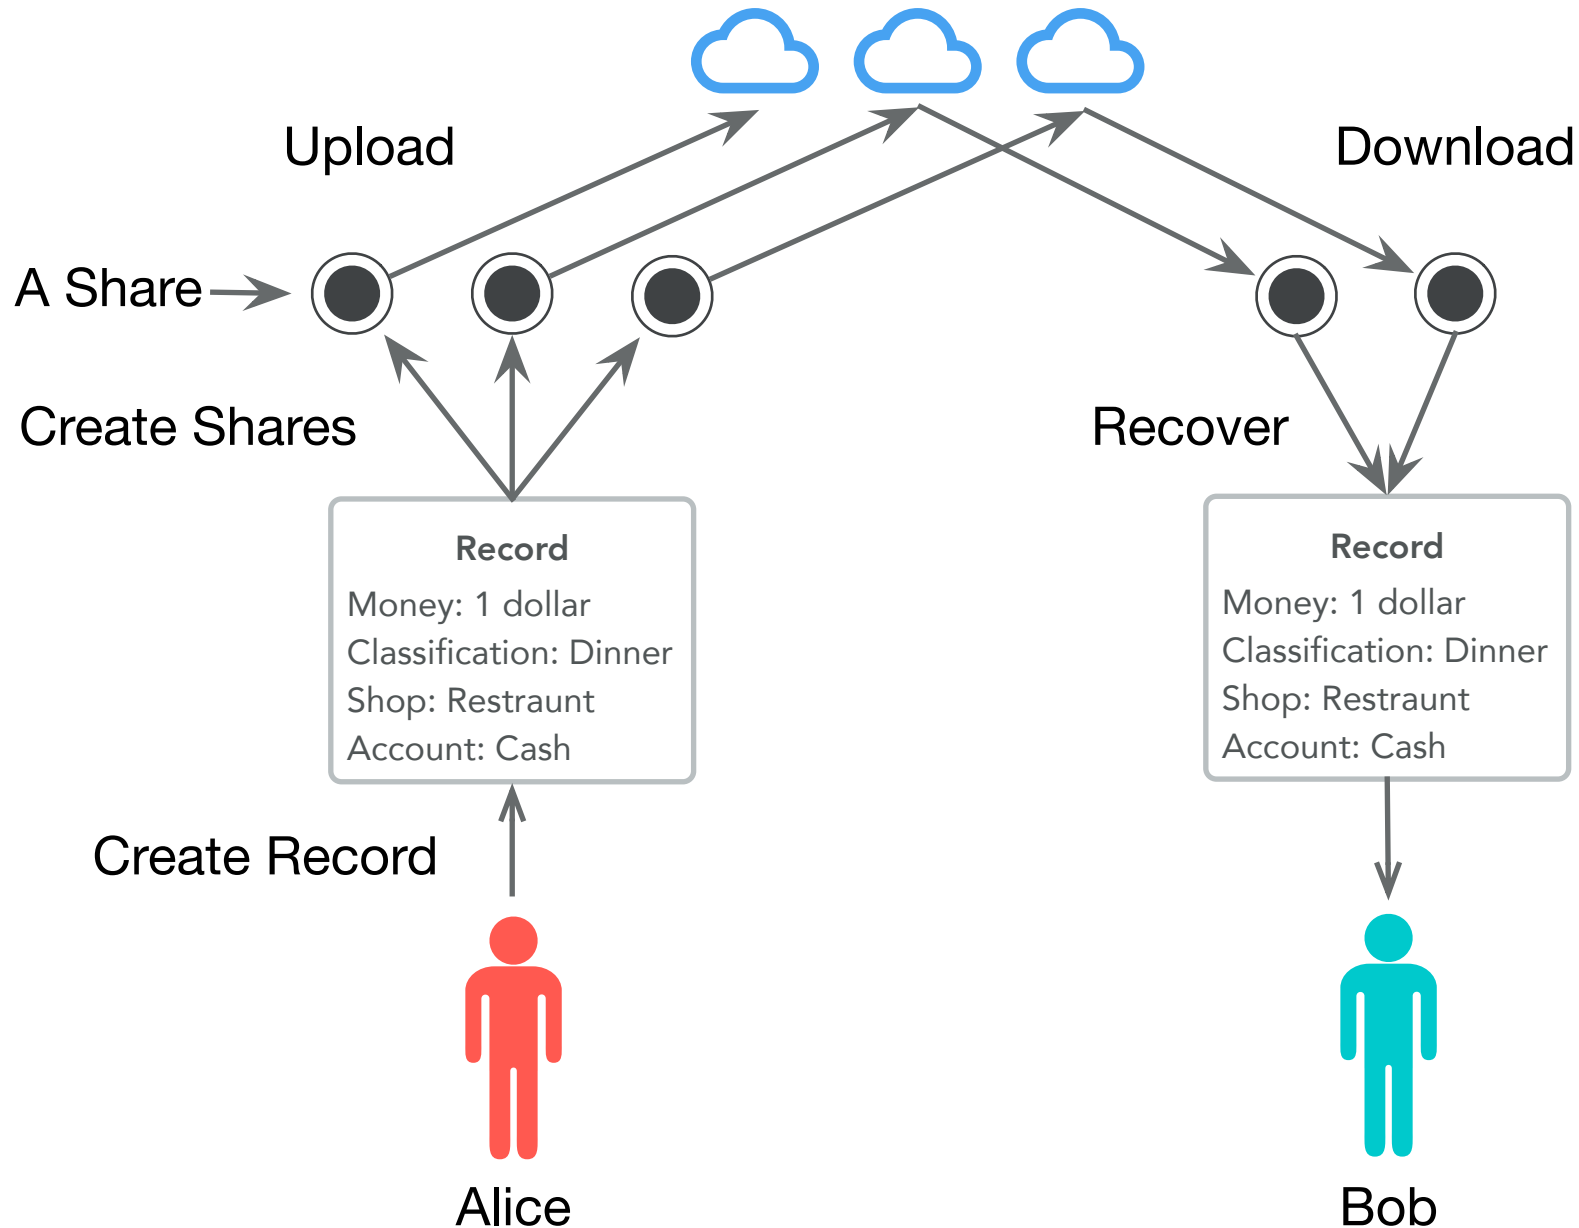 Upload
Download
A Share
Create Shares
Recover
Record
Money: 1 dollar
Classification: Dinner
Shop: Restraunt
Account: Cash
Record
Money: 1 dollar
Classification: Dinner
Shop: Restraunt
Account: Cash
Create Record
Alice
Bob